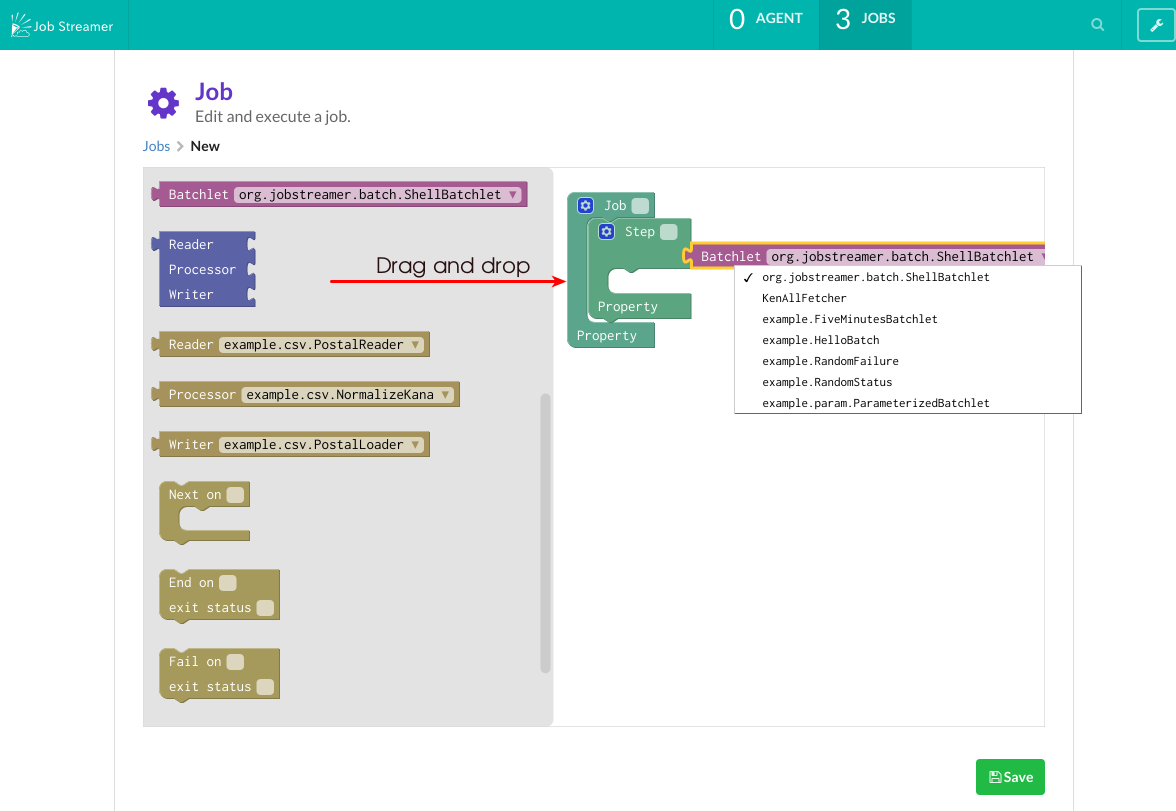 Job Streamer
0 AGENT
3 JOBS
Job
Edit and execute a job.
Jobs New
Batchlet org.jobstreamer.batch.ShellBatchlet
Reader
Processor
Writer
Reader example.csv.PostalReader
Processor example.csv.NormalizeKana
Writer example.csv.PostalLoader
Next on
End on
exit status
Fail on
exit status
Drag and drop
Job
Step
Batchlet org.jobstreamer.batch.ShellBatchlet
Property
Property
✓ org.jobstreamer.batch.ShellBatchlet
KenAllFetcher
example.FiveMinutesBatchlet
example.HelloBatch
example.RandomFailure
example.RandomStatus
example.param.ParameterizedBatchlet
Save